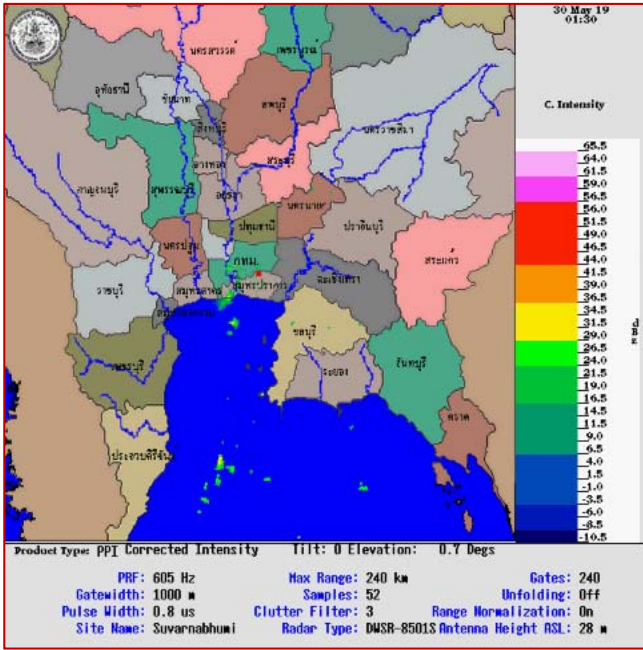 30 May 19
01:30
C. Intensity
นครสวรรค์
เพชรบูรณ์
อุทัยธานี
ชัยนาท
ลพบุรี
สิงห์บุรี
นครราชสีมา
อ่างทอง
สระบุรี
กาญจนบุรี
สุพรรณบุรี
อยุธยา
นครนายก
ปราจีนบุรี
ปทุมธานี
นครปฐม
กทม.
สระแก้ว
ฉะเชิงเทรา
ราชบุรี
สมุทรสาคร
สมุทรปราการ
สมุทรสงคราม
ชลบุรี
เพชรบุรี
ระยอง
จันทบุรี
ตราด
ประจวบคีรีขันธ์
65.5
64.0
61.5
59.0
56.5
56.0
51.5
49.0
46.5
44.0
41.5
39.0
36.5
34.0
31.5
29.0
26.5
24.0
21.5
19.0
16.5
14.0
11.5
9.0
6.5
4.0
1.5
-1.0
-3.5
-6.0
-8.5
-10.5
dBz
Product Type: PPI Corrected Intensity Tilt: 0 Elevation: 0.7 Degs
PRF: 605 Hz Max Range: 240 km Gates: 240
Gatewidth: 1000 m Samples: 52 Unfolding: Off
Pulse Width: 0.8 us Clutter Filter: 3 Range Normalization: On
Site Name: Suvarnabhumi Radar Type: DWSR-8501S Antenna Height ASL: 28 m